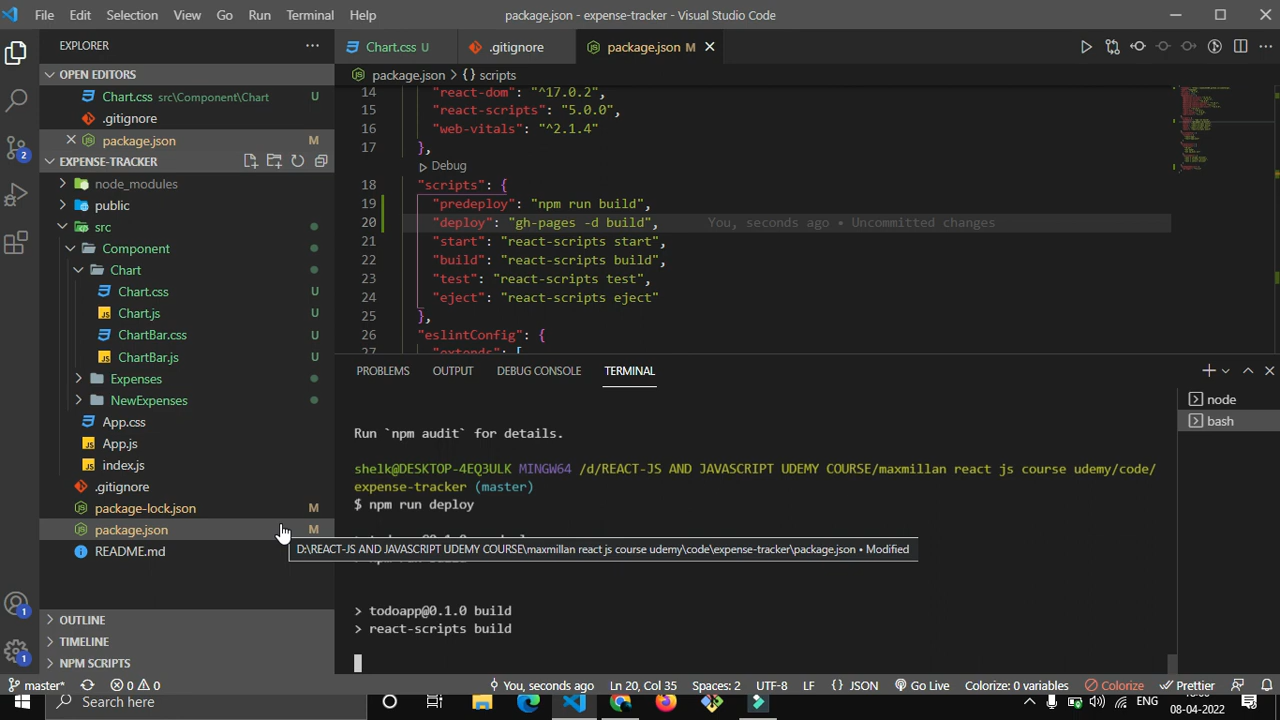 File Edit Selection View Go Run Terminal Help package.json - expense-tracker - Visual Studio Code
EXPLORER
OPEN EDITORS
Chart.css src\Component\Chart U
.gitignore
package.json M
EXPENSE-TRACKER
node_modules
public
src
Component
Chart
Chart.css U
Chart.js U
ChartBar.css U
ChartBar.js U
Expenses
NewExpenses
App.css
App.js
index.js
.gitignore
package-lock.json M
package.json M
README.md
OUTLINE
TIMELINE
NPM SCRIPTS
2
1
1
Chart.css U .gitignore package.json M
package.json > {} scripts
14 "react-dom": "^17.0.2",
15 "react-scripts": "5.0.0",
16 "web-vitals": "^2.1.4"
17 },
Debug
18 "scripts": {
19 "predeploy": "npm run build",
20 "deploy": "gh-pages -d build", You, seconds ago • Uncommitted changes
21 "start": "react-scripts start",
22 "build": "react-scripts build",
23 "test": "react-scripts test",
24 "eject": "react-scripts eject"
25 },
26 "eslintConfig": {
27 "extends": [
PROBLEMS OUTPUT DEBUG CONSOLE TERMINAL
node
bash
Run `npm audit` for details.
shelk@DESKTOP-4EQ3ULK MINGW64 /d/REACT-JS AND JAVASCRIPT UDEMY COURSE/maxmillan react js course udemy/code/
expense-tracker (master)
$ npm run deploy
D:\REACT-JS AND JAVASCRIPT UDEMY COURSE\maxmillan react js course udemy\code\expense-tracker\package.json • Modified
> todoapp@0.1.0 build
> react-scripts build
master* 0 0 You, seconds ago Ln 20, Col 35 Spaces: 2 UTF-8 LF {} JSON Go Live Colorize: 0 variables Colorize Prettier
Search here ENG
08-04-2022